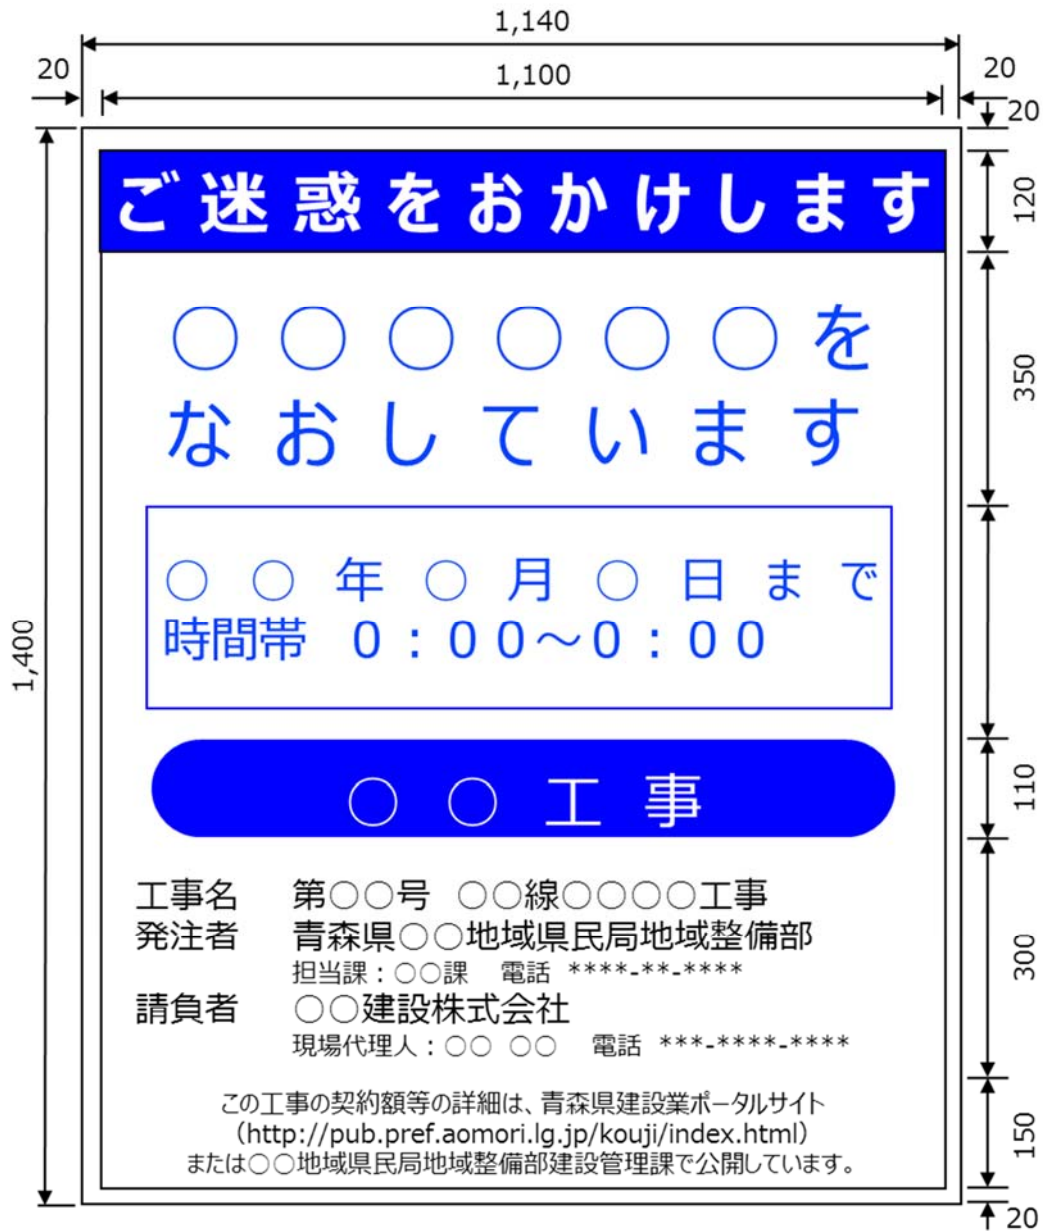 1,140
20
1,100
20
20
ご迷惑をおかけします
120
○○○○○○を
なおしています
350
○○年○月○日まで
時間帯 0:00~0:00
1,400
○○工事
110
工事名 第○○号 ○○線○○○○工事
発注者 青森県○○地域県民局地域整備部
担当課:○○課 電話 ****-**-****
300
請負者 ○○建設株式会社
現場代理人:○○ ○○ 電話 ***-****-****
この工事の契約額等の詳細は、青森県建設業ポータルサイト
(http://pub.pref.aomori.lg.jp/kouji/index.html)
または○○地域県民局地域整備部建設管理課で公開しています。
150
20